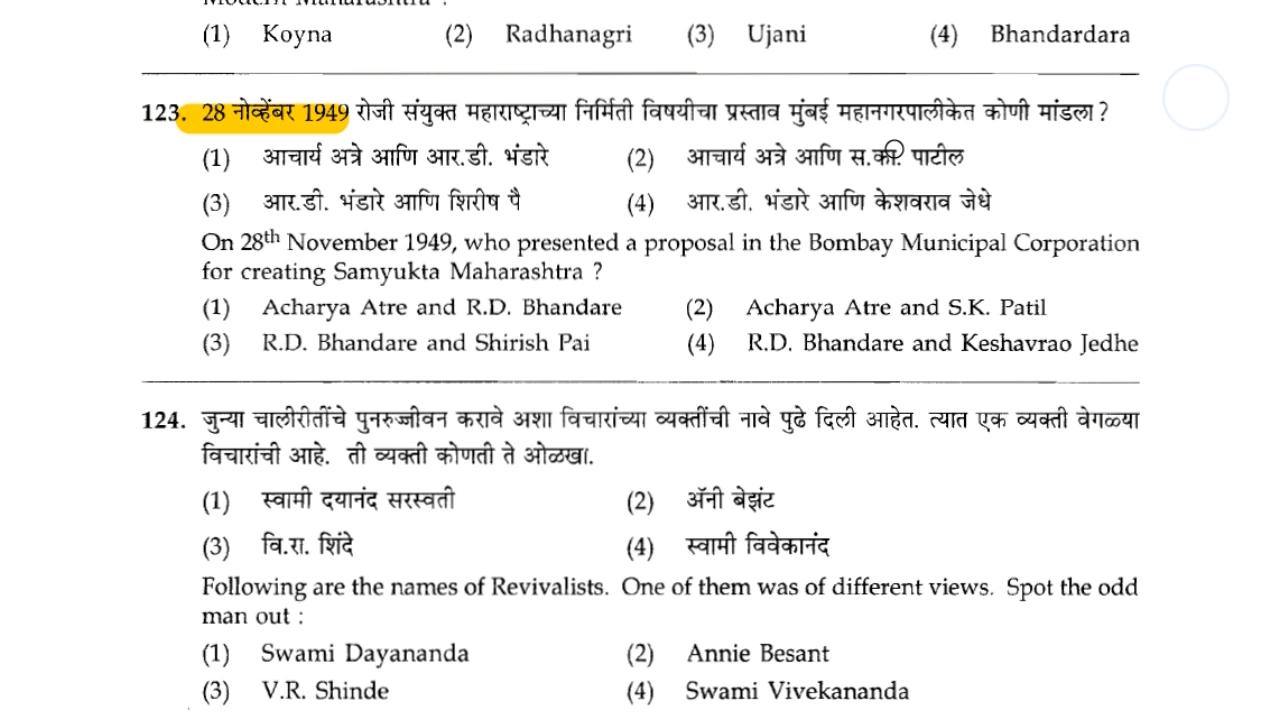 (1) Koyna (2) Radhanagri (3) Ujani (4) Bhandardara
123. 28 नोव्हेंबर 1949 रोजी संयुक्त महाराष्ट्राच्या निर्मिती विषयीचा प्रस्ताव मुंबई महानगरपालीकेत कोणी मांडला ?
(1) आचार्य अत्रे आणि आर.डी. भंडारे (2) आचार्य अत्रे आणि स.का. पाटील
(3) आर.डी. भंडारे आणि शिरीष पै (4) आर.डी. भंडारे आणि केशवराव जेधे
On 28th November 1949, who presented a proposal in the Bombay Municipal Corporation
for creating Samyukta Maharashtra ?
(1) Acharya Atre and R.D. Bhandare (2) Acharya Atre and S.K. Patil
(3) R.D. Bhandare and Shirish Pai (4) R.D. Bhandare and Keshavrao Jedhe
124. जुन्या चालीरीतींचे पुनरुज्जीवन करावे अशा विचारांच्या व्यक्तींची नावे पुढे दिली आहेत. त्यात एक व्यक्ती वेगळ्या
विचारांची आहे. ती व्यक्ती कोणती ते ओळखा.
(1) स्वामी दयानंद सरस्वती (2) ॲनी बेझंट
(3) वि.रा. शिंदे (4) स्वामी विवेकानंद
Following are the names of Revivalists. One of them was of different views. Spot the odd
man out :
(1) Swami Dayananda (2) Annie Besant
(3) V.R. Shinde (4) Swami Vivekananda